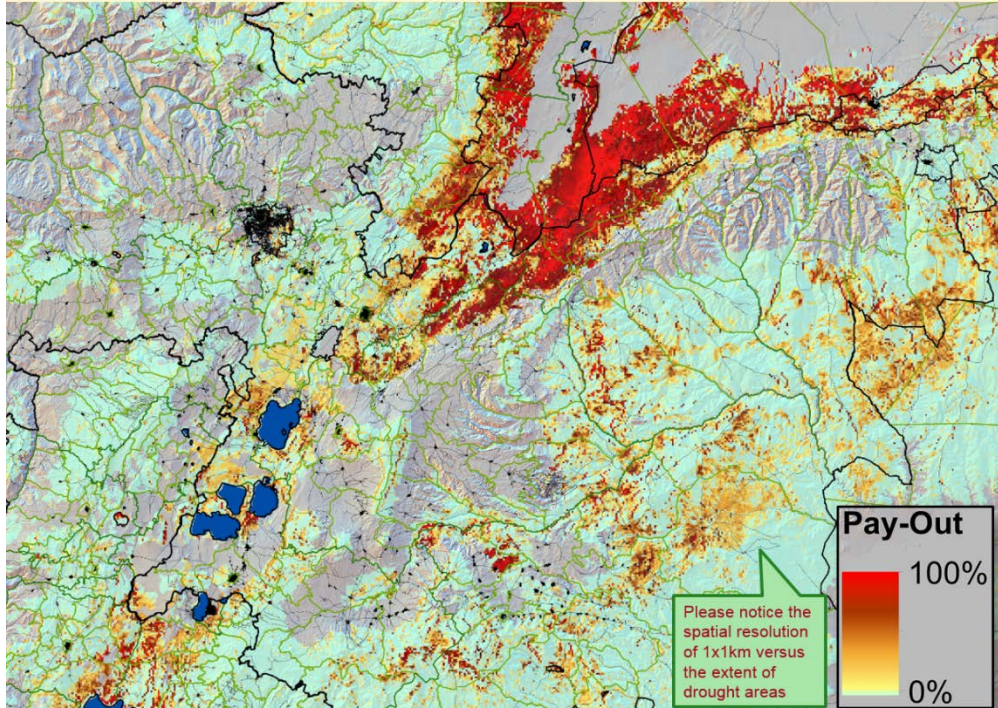 Pay-Out
100%
0%
Please notice the
spatial resolution
of 1x1km versus
the extent of
drought areas